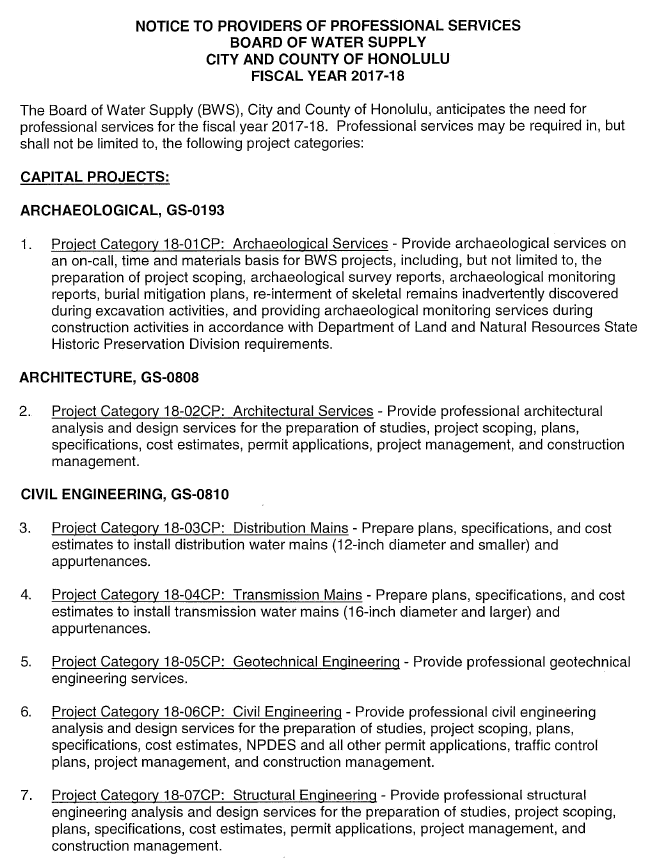 NOTICE TO PROVIDERS OF PROFESSIONAL SERVICES
BOARD OF WATER SUPPLY
CITY AND COUNTY OF HONOLULU
FISCAL YEAR 2017-18
The Board of Water Supply (BWS), City and County of Honolulu, anticipates the need for
professional services for the fiscal year 2017-18. Professional services may be required in, but
shall not be limited to, the following project categories:
CAPITAL PROJECTS:
ARCHAEOLOGICAL, GS-0193
1. Project Category 18-01CP: Archaeological Services - Provide archaeological services on
an on-call, time and materials basis for BWS projects, including, but not limited to, the
preparation of project scoping, archaeological survey reports, archaeological monitoring
reports, burial mitigation plans, re-interment of skeletal remains inadvertently discovered
during excavation activities, and providing archaeological monitoring services during
construction activities in accordance with Department of Land and Natural Resources State
Historic Preservation Division requirements.
ARCHITECTURE, GS-0808
2. Project Category 18-02CP: Architectural Services - Provide professional architectural
analysis and design services for the preparation of studies, project scoping, plans,
specifications, cost estimates, permit applications, project management, and construction
management.
CIVIL ENGINEERING, GS-0810
3. Project Category 18-03CP: Distribution Mains - Prepare plans, specifications, and cost
estimates to install distribution water mains (12-inch diameter and smaller) and
appurtenances.
4. Project Category 18-04CP: Transmission Mains - Prepare plans, specifications, and cost
estimates to install transmission water mains (16-inch diameter and larger) and
appurtenances.
5. Project Category 18-05CP: Geotechnical Engineering - Provide professional geotechnical
engineering services.
6. Project Category 18-06CP: Civil Engineering - Provide professional civil engineering
analysis and design services for the preparation of studies, project scoping, plans,
specifications, cost estimates, NPDES and all other permit applications, traffic control
plans, project management, and construction management.
7. Project Category 18-07CP: Structural Engineering - Provide professional structural
engineering analysis and design services for the preparation of studies, project scoping,
plans, specifications, cost estimates, permit applications, project management, and
construction management.